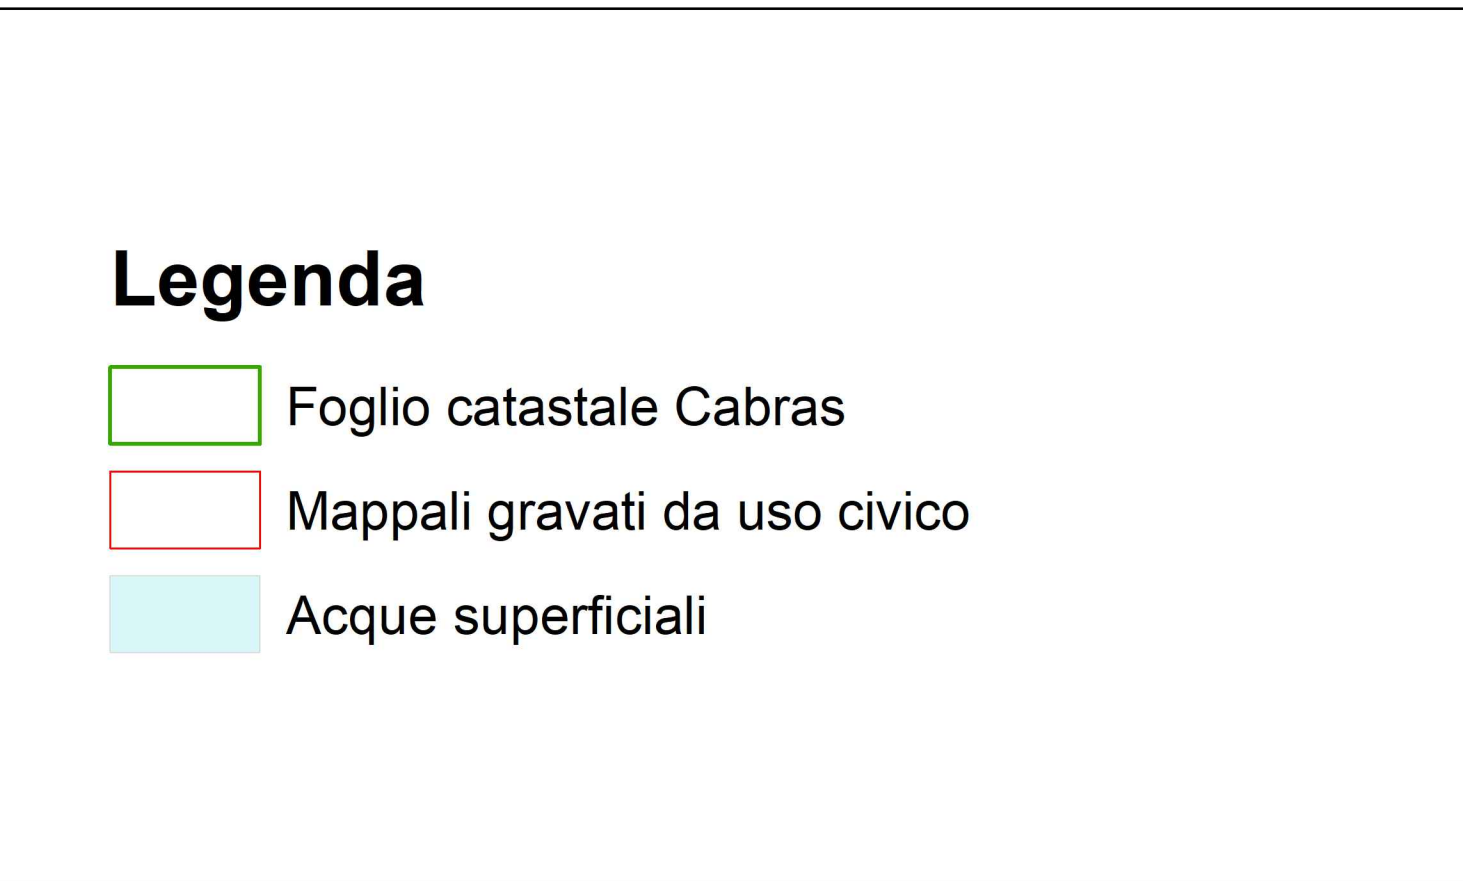 Legenda
Foglio catastale Cabras
Mappali gravati da uso civico
Acque superficiali